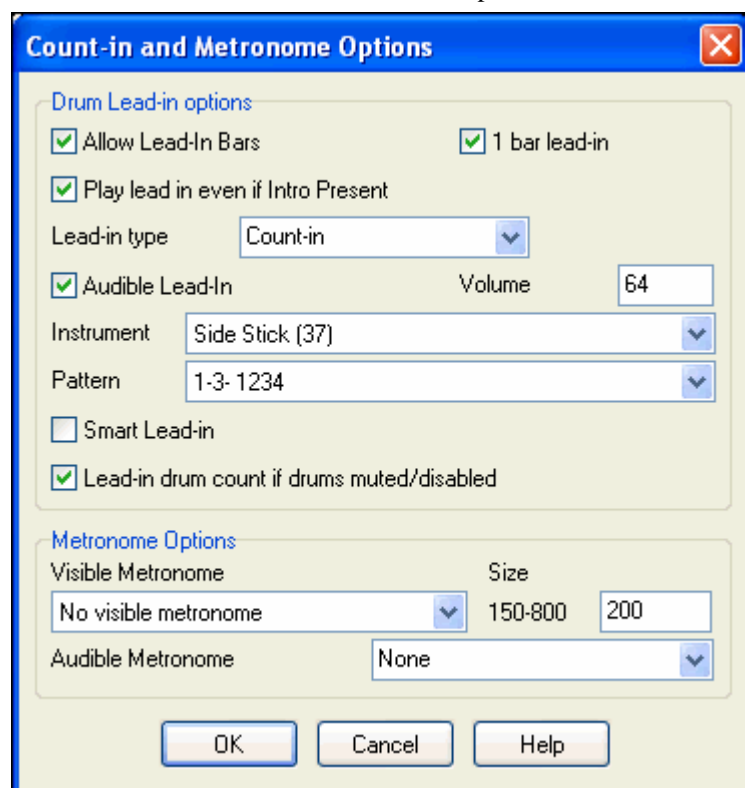 Count-in and Metronome Options
Drum Lead-in options
Allow Lead-In Bars 1 bar lead-in
Play lead in even if Intro Present
Lead-in type Count-in
Audible Lead-In Volume 64
Instrument Side Stick (37)
Pattern 1-3- 1234
Smart Lead-in
Lead-in drum count if drums muted/disabled
Metronome Options
Visible Metronome Size
No visible metronome 150-800 200
Audible Metronome None
OK Cancel Help